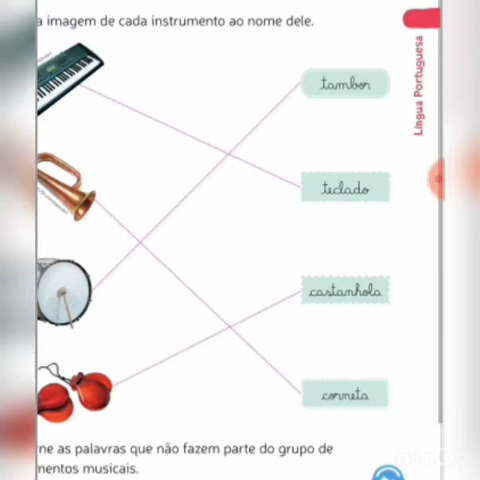 a imagem de cada instrumento ao nome dele.
Língua Portuguesa
tambor
teclado
castanhola
corneta
ne as palavras que não fazem parte do grupo de
mentos musicais.